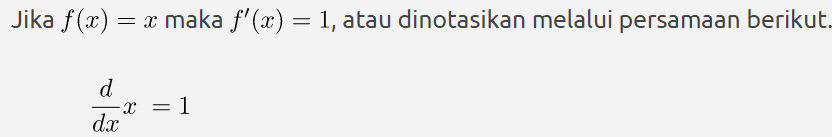 Jika f(x) = x maka f′(x) = 1, atau dinotasikan melalui persamaan berikut.
d/dx x = 1